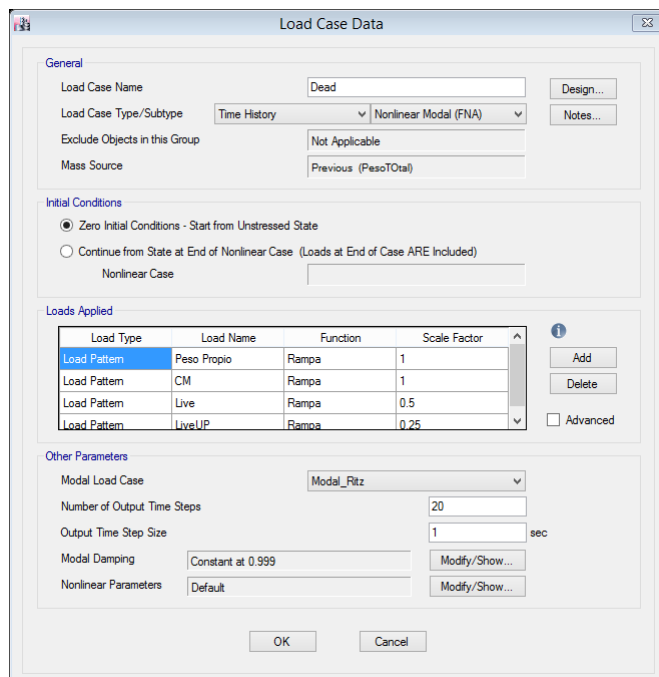 Load Case Data
General
Load Case Name Dead Design...
Load Case Type/Subtype Time History Nonlinear Modal (FNA) Notes...
Exclude Objects in this Group Not Applicable
Mass Source Previous (PesoTOtal)
Initial Conditions
Zero Initial Conditions - Start from Unstressed State
Continue from State at End of Nonlinear Case (Loads at End of Case ARE Included)
Nonlinear Case
Loads Applied
Load Type Load Name Function Scale Factor
Load Pattern Peso Propio Rampa 1 Add
Load Pattern CM Rampa 1 Delete
Load Pattern Live Rampa 0.5
Load Pattern LiveUP Rampa 0.25 Advanced
Other Parameters
Modal Load Case Modal_Ritz
Number of Output Time Steps 20
Output Time Step Size 1 sec
Modal Damping Constant at 0.999 Modify/Show...
Nonlinear Parameters Default Modify/Show...
OK Cancel